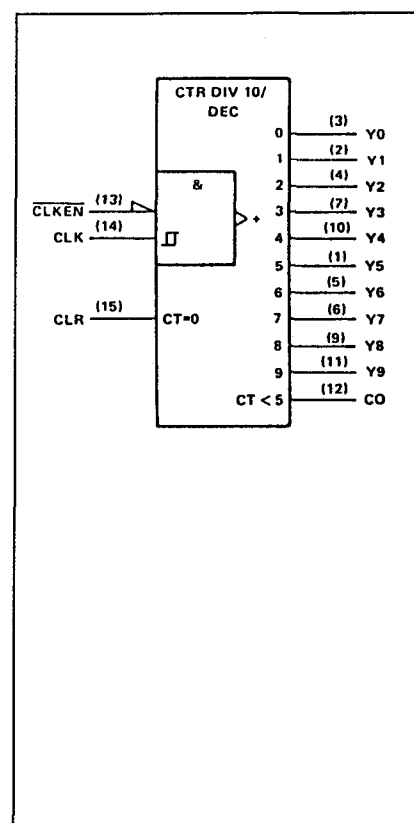 CTR DIV 10/
DEC
0 (3) Y0
1 (2) Y1
&
2 (4) Y2
CLKEN (13)
3 (7) Y3
CLK (14)
4 (10) Y4
+
5 (1) Y5
6 (5) Y6
CLR (15) CT=0
7 (6) Y7
8 (9) Y8
9 (11) Y9
CT < 5 (12) CO